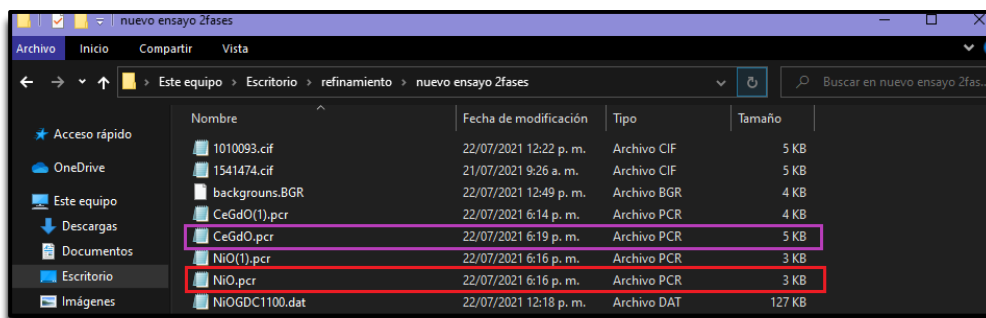 nuevo ensayo 2fases
Archivo Inicio Compartir Vista
Este equipo > Escritorio > refinamiento > nuevo ensayo 2fases Buscar en nuevo ensayo 2fas...
Nombre Fecha de modificación Tipo Tamaño
Acceso rápido
1010093.cif 22/07/2021 12:22 p. m. Archivo CIF 5 KB
OneDrive
1541474.cif 21/07/2021 9:26 a. m. Archivo CIF 5 KB
backgrouns.BGR 22/07/2021 12:49 p. m. Archivo BGR 4 KB
Este equipo
CeGdO(1).pcr 22/07/2021 6:14 p. m. Archivo PCR 4 KB
Descargas
CeGdO.pcr 22/07/2021 6:19 p. m. Archivo PCR 5 KB
Documentos
NiO(1).pcr 22/07/2021 6:16 p. m. Archivo PCR 3 KB
Escritorio
NiO.pcr 22/07/2021 6:16 p. m. Archivo PCR 3 KB
Imágenes
NiOGDC1100.dat 22/07/2021 12:18 p. m. Archivo DAT 127 KB